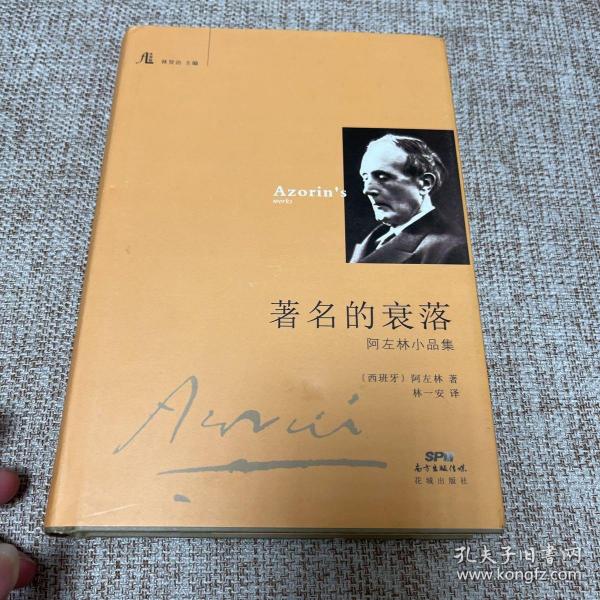 林贤治 主编
Azorin's
works
著名的衰落
阿左林小品集
〔西班牙〕阿左林 著
林一安 译
Azorín
SPM
南方出版传媒
花城出版社
孔夫子旧书网
www.kongfz.com